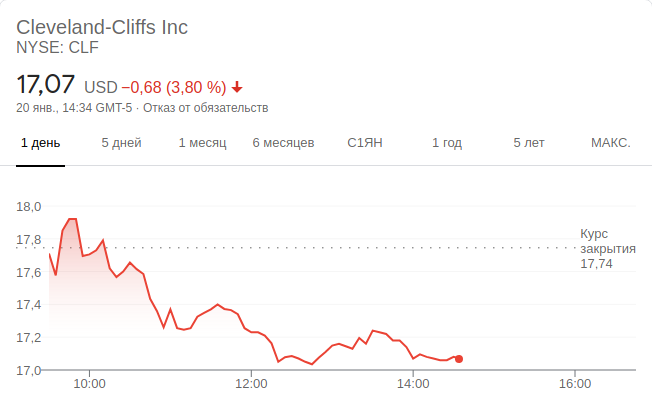 Cleveland-Cliffs Inc
NYSE: CLF
17,07 USD −0,68 (3,80 %)
20 янв., 14:34 GMT-5 · Отказ от обязательств
1 день 5 дней 1 месяц 6 месяцев С1ЯН 1 год 5 лет МАКС.
18,0
17,8
17,6
17,4
17,2
17,0
Курс
закрытия
17,74
10:00 12:00 14:00 16:00